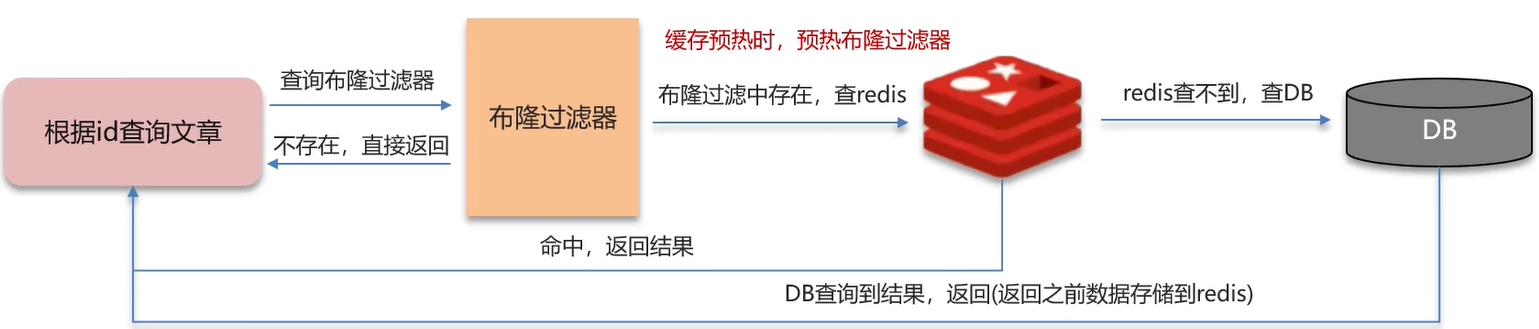 根据id查询文章
查询布隆过滤器
不存在，直接返回
布隆过滤器
缓存预热时，预热布隆过滤器
布隆过滤中存在，查redis
redis查不到，查DB
DB
命中，返回结果
DB查询到结果，返回(返回之前数据存储到redis)